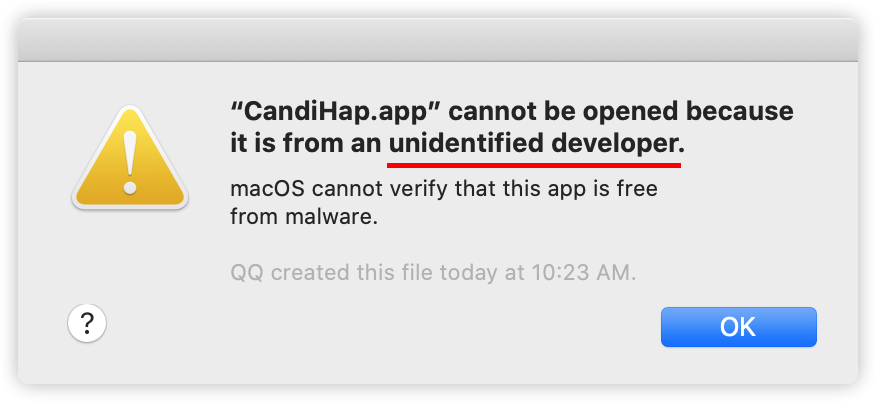 “CandiHap.app” cannot be opened because
it is from an unidentified developer.
macOS cannot verify that this app is free
from malware.
QQ created this file today at 10:23 AM.
?
OK